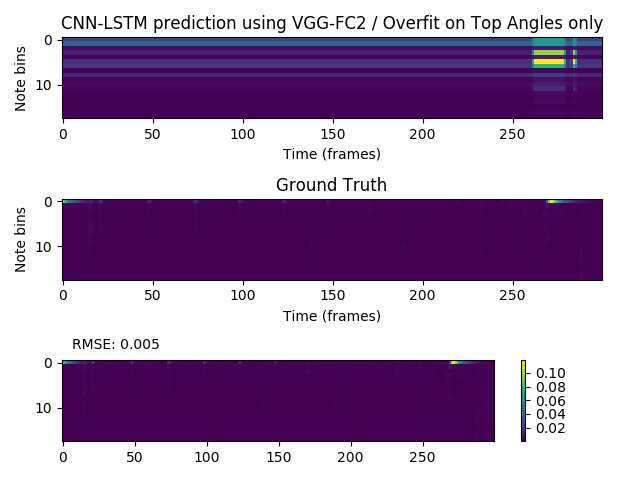 CNN-LSTM prediction using VGG-FC2 / Overfit on Top Angles only
0
10
Note bins
0 50 100 150 200 250
Time (frames)
Ground Truth
0
10
Note bins
0 50 100 150 200 250
Time (frames)
RMSE: 0.005
0
10
0 50 100 150 200 250
0.10
0.08
0.06
0.04
0.02